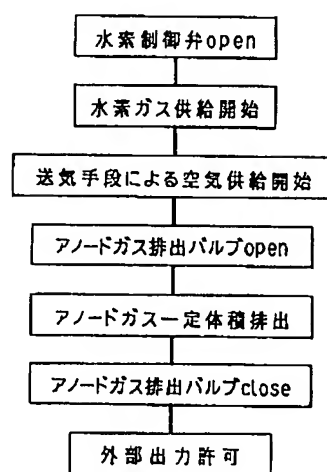 水素制御弁open
水素ガス供給開始
送気手段による空気供給開始
アノードガス排出バルブopen
アノードガス一定体積排出
アノードガス排出バルブclose
外部出力許可